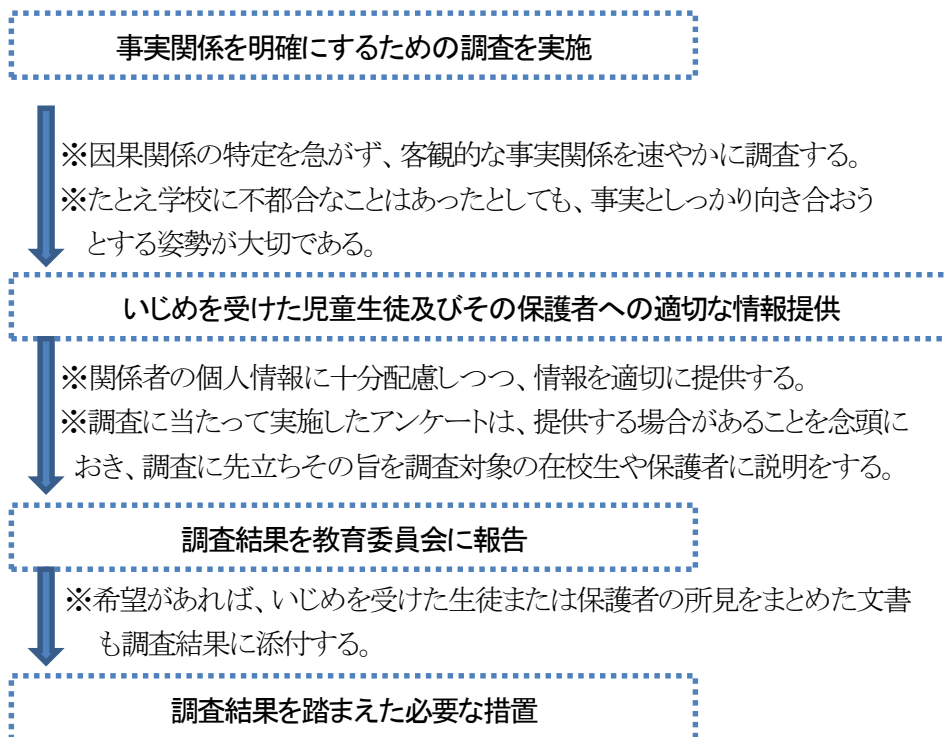 事実関係を明確にするための調査を実施
※因果関係の特定を急がず、客観的な事実関係を速やかに調査する。
※たとえ学校に不都合なことはあったとしても、事実としっかり向き合おう
とする姿勢が大切である。
いじめを受けた児童生徒及びその保護者への適切な情報提供
※関係者の個人情報に十分配慮しつつ、情報を適切に提供する。
※調査に当たって実施したアンケートは、提供する場合があることを念頭に
おき、調査に先立ちその旨を調査対象の在校生や保護者に説明をする。
調査結果を教育委員会に報告
※希望があれば、いじめを受けた生徒または保護者の所見をまとめた文書
も調査結果に添付する。
調査結果を踏まえた必要な措置